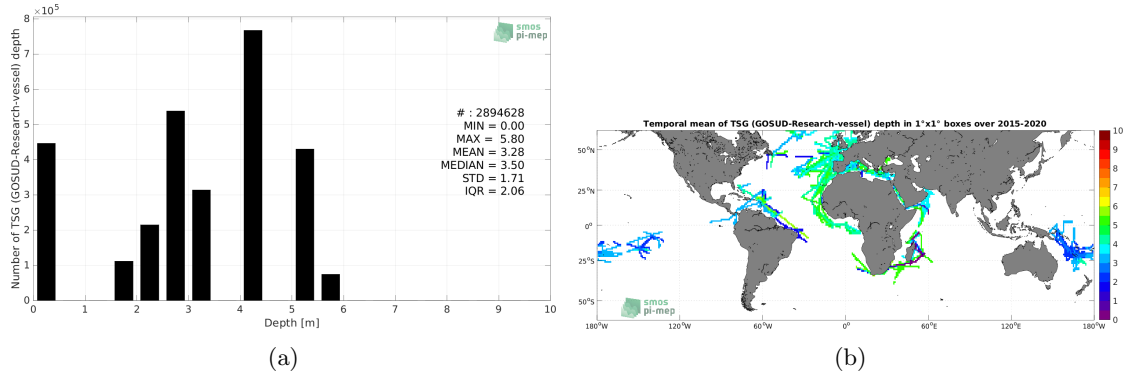 8 ×10⁵
7
6
5
4
3
2
1
0
Number of TSG (GOSUD-Research-vessel) depth
smos
pi-mep
# : 2894628
MIN = 0.00
MAX = 5.80
MEAN = 3.28
MEDIAN = 3.50
STD = 1.71
IQR = 2.06
0 1 2 3 4 5 6 7 8 9 10
Depth [m]
(a)
Temporal mean of TSG (GOSUD-Research-vessel) depth in 1°x1° boxes over 2015-2020
50°N
25°N
0°
25°S
50°S
smos
pi-mep
180°W 120°W 60°W 0° 60°E 120°E 180°E
10
9
8
7
6
5
4
3
2
1
0
(b)